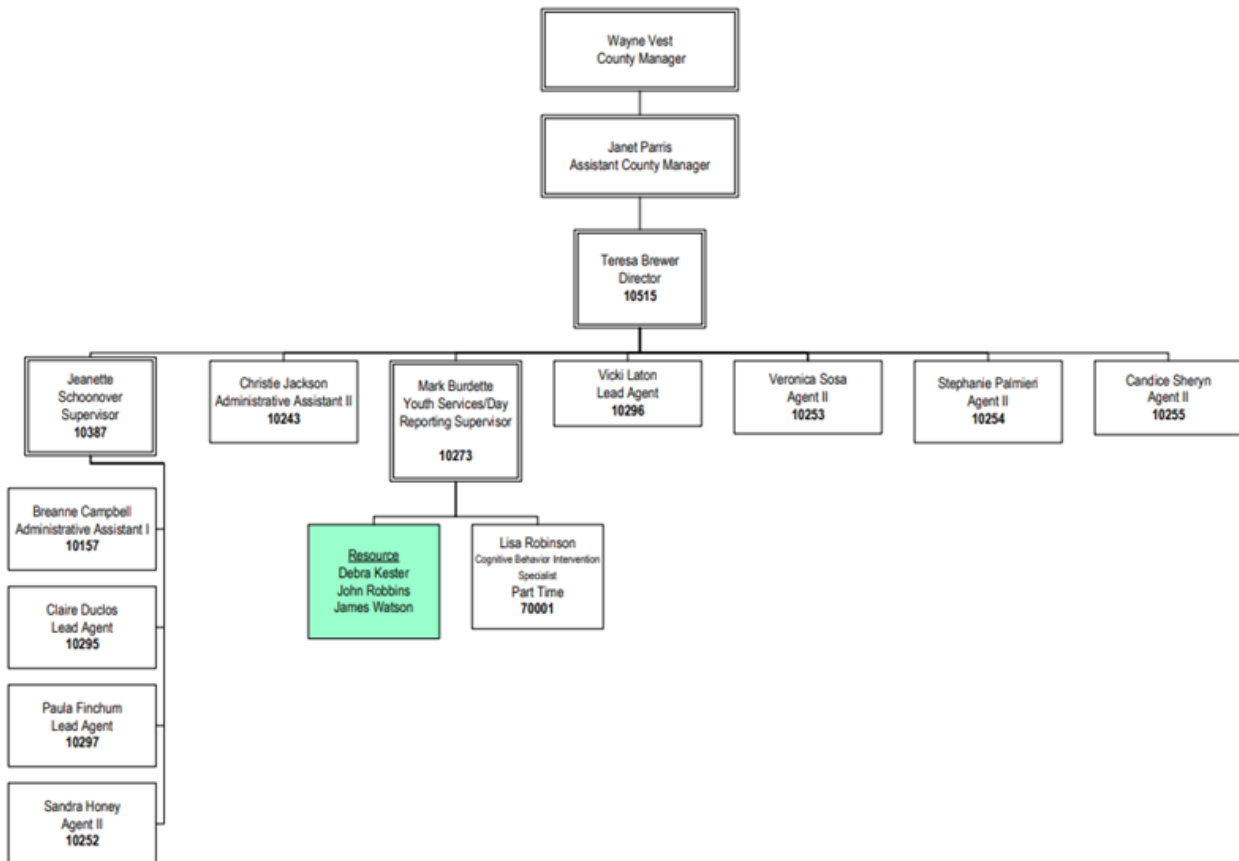 Wayne Vest
County Manager
Janet Parris
Assistant County Manager
Teresa Brewer
Director
10515
Jeanette
Schoonover
Supervisor
10387
Christie Jackson
Administrative Assistant II
10243
Mark Burdette
Youth Services/Day
Reporting Supervisor
10273
Vicki Laton
Lead Agent
10296
Veronica Sosa
Agent II
10253
Stephanie Palmieri
Agent II
10254
Candice Sheryn
Agent II
10255
Breanne Campbell
Administrative Assistant I
10157
Claire Duclos
Lead Agent
10295
Paula Finchum
Lead Agent
10297
Sandra Honey
Agent II
10252
Resource
Debra Kester
John Robbins
James Watson
Lisa Robinson
Cognitive Behavior Intervention
Specialist
Part Time
70001